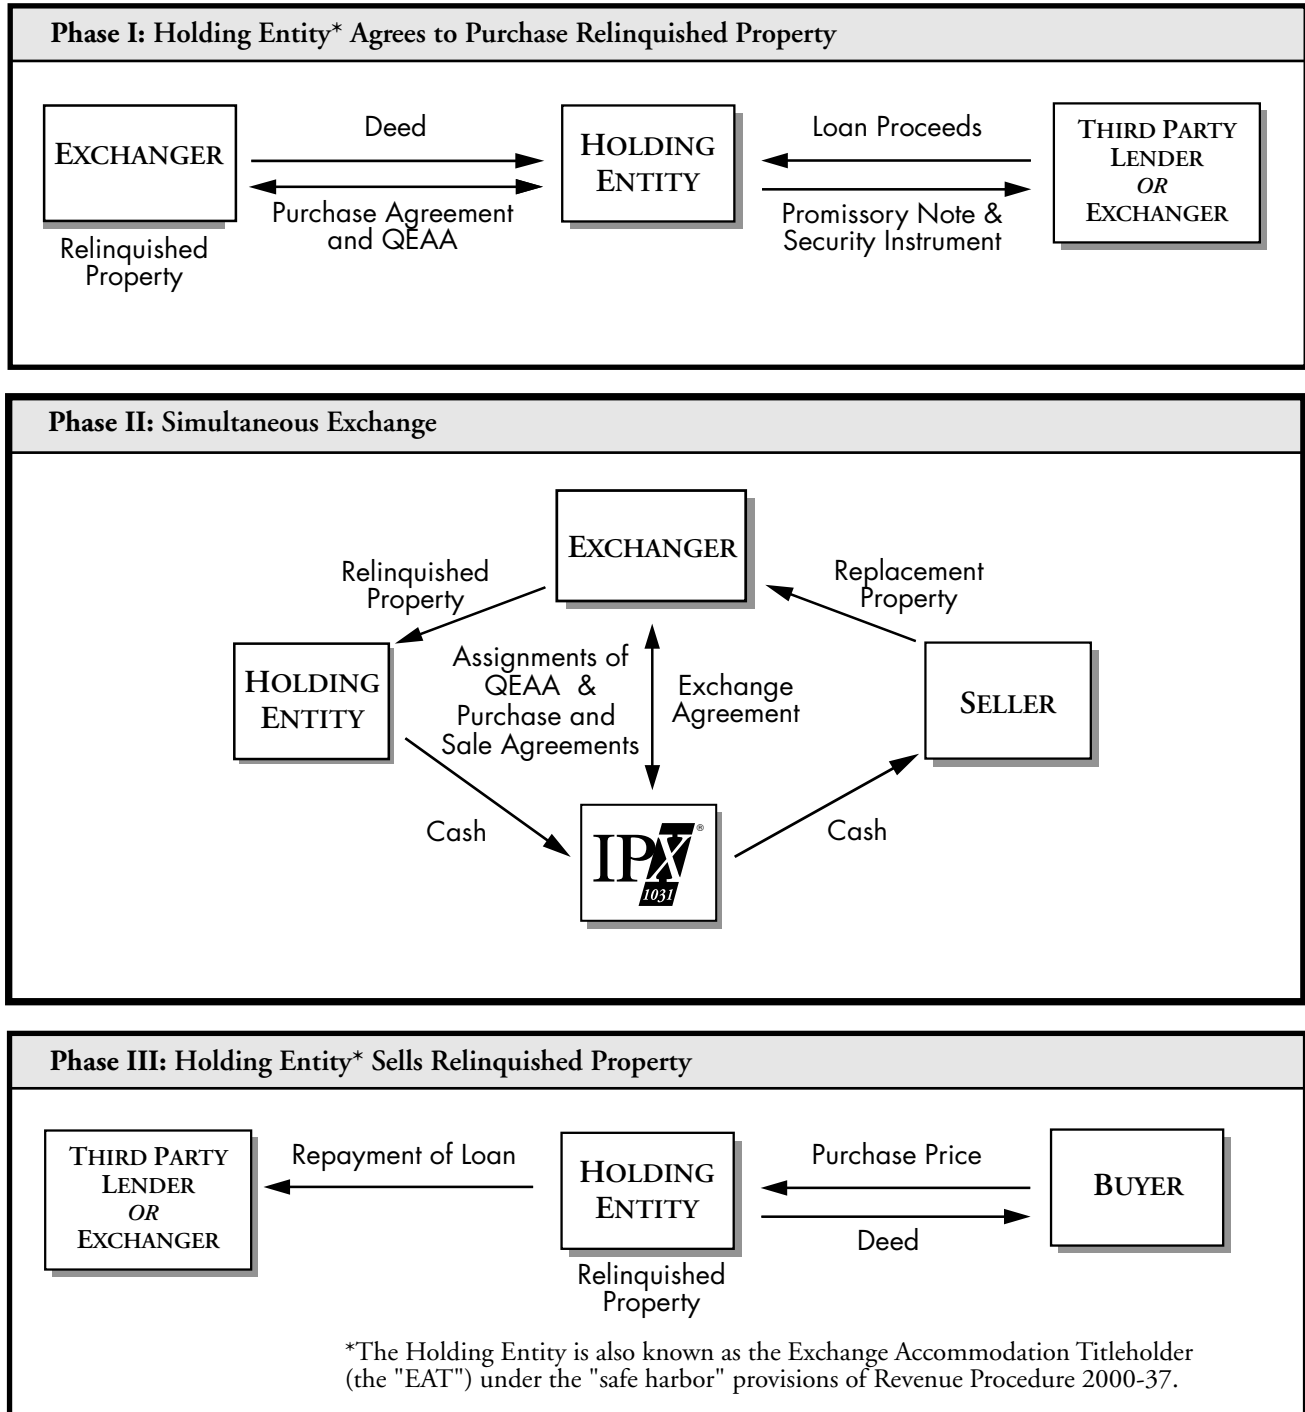 Phase I: Holding Entity* Agrees to Purchase Relinquished Property
EXCHANGER
Relinquished
Property
Deed
Purchase Agreement
and QEAA
HOLDING
ENTITY
Loan Proceeds
Promissory Note &
Security Instrument
THIRD PARTY
LENDER
OR
EXCHANGER
Phase II: Simultaneous Exchange
EXCHANGER
Relinquished
Property
Replacement
Property
HOLDING
ENTITY
Assignments of
QEAA &
Purchase and
Sale Agreements
Exchange
Agreement
SELLER
Cash
IPX®
1031
Cash
Phase III: Holding Entity* Sells Relinquished Property
THIRD PARTY
LENDER
OR
EXCHANGER
Repayment of Loan
HOLDING
ENTITY
Relinquished
Property
Purchase Price
Deed
BUYER
*The Holding Entity is also known as the Exchange Accommodation Titleholder
(the "EAT") under the "safe harbor" provisions of Revenue Procedure 2000-37.